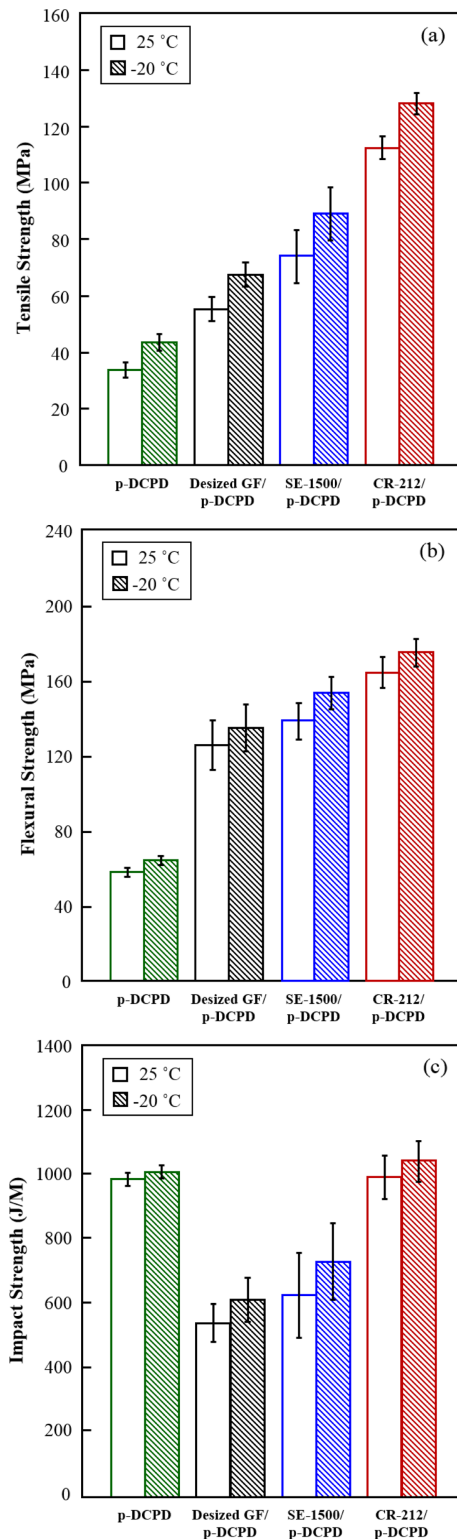 160
140
120
100
80
60
40
20
0
Tensile Strength (MPa)
25 °C
-20 °C
(a)
p-DCPD
Desized GF/
p-DCPD
SE-1500/
p-DCPD
CR-212/
p-DCPD
240
200
160
120
60
40
0
Flexural Strength (MPa)
25 °C
-20 °C
(b)
p-DCPD
Desized GF/
p-DCPD
SE-1500/
p-DCPD
CR-212/
p-DCPD
1400
1200
1000
800
600
400
200
0
Impact Strength (J/M)
25 °C
-20 °C
(c)
p-DCPD
Desized GF/
p-DCPD
SE-1500/
p-DCPD
CR-212/
p-DCPD